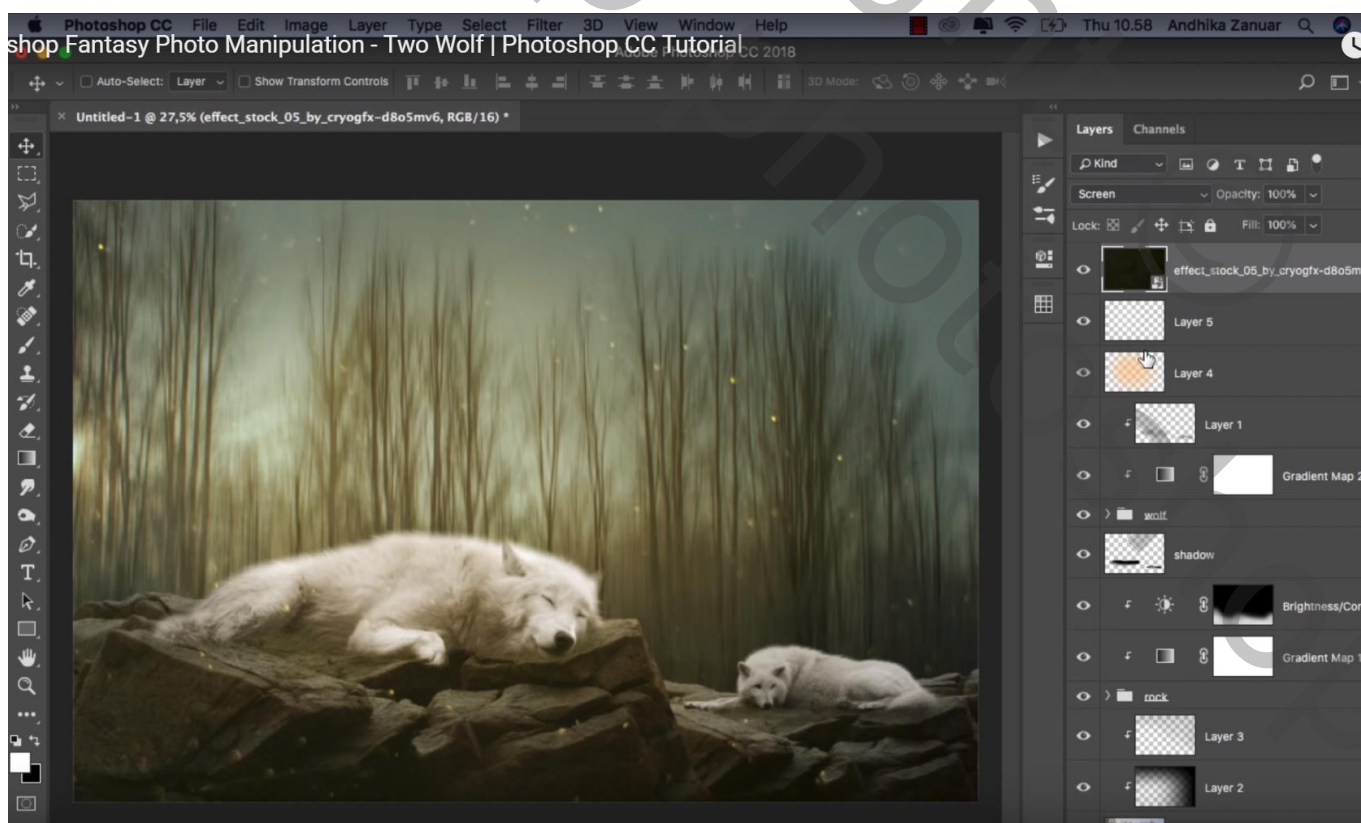 Photoshop CC File Edit Image Layer Type Select Filter 3D View Window Help Thu 10.58 Andhika Zanuar
shop Fantasy Photo Manipulation - Two Wolf | Photoshop CC Tutorial
Adobe Photoshop CC 2018
Auto-Select: Layer Show Transform Controls 3D Mode:
× Untitled-1 @ 27,5% (effect_stock_05_by_cryogfx-d8o5mv6, RGB/16) *
Layers Channels
Kind
Screen Opacity: 100%
Lock: Fill: 100%
effect_stock_05_by_cryogfx-d8o5m
Layer 5
Layer 4
Layer 1
Gradient Map 2
wolf
shadow
Brightness/Con
Gradient Map 1
rock
Layer 3
Layer 2